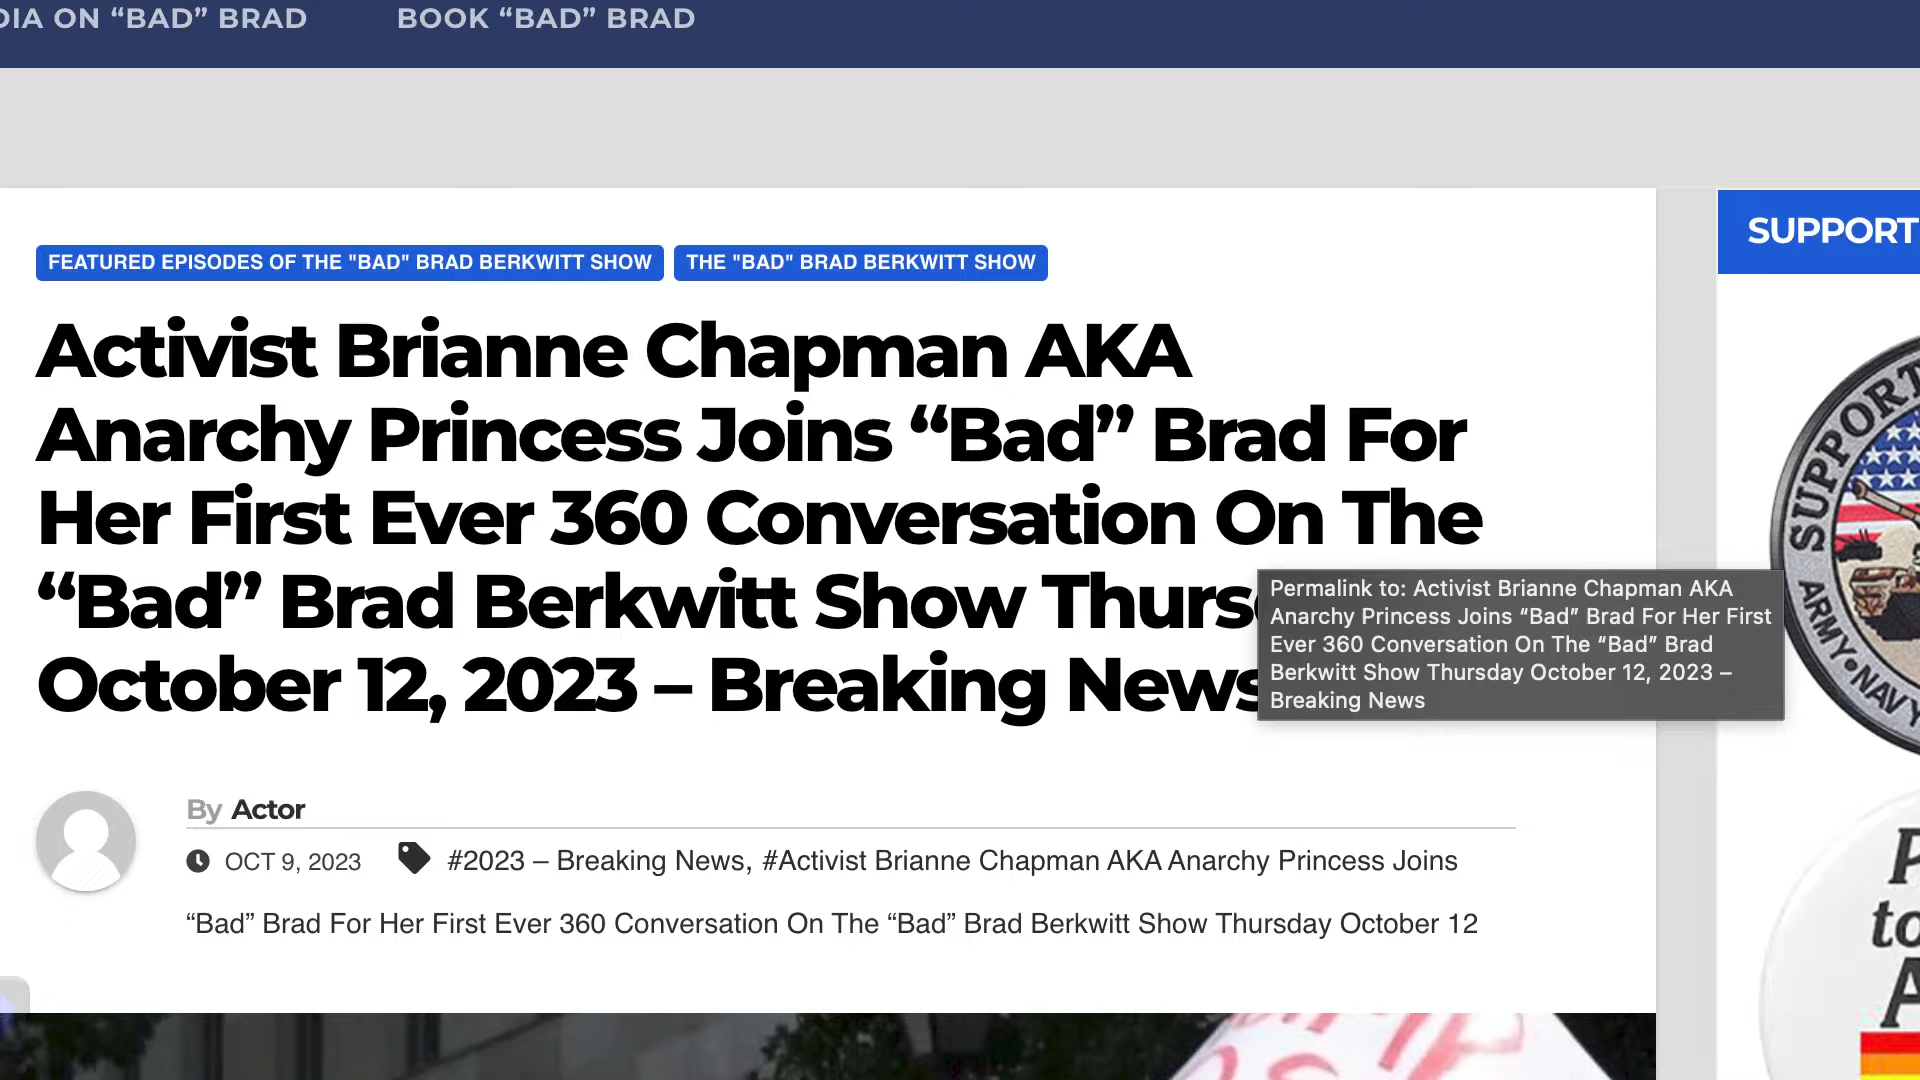 DIA ON “BAD” BRAD
BOOK “BAD” BRAD
FEATURED EPISODES OF THE "BAD" BRAD BERKWITT SHOW
THE "BAD" BRAD BERKWITT SHOW
Activist Brianne Chapman AKA
Anarchy Princess Joins “Bad” Brad For
Her First Ever 360 Conversation On The
“Bad” Brad Berkwitt Show Thurs
October 12, 2023 – Breaking News
Permalink to: Activist Brianne Chapman AKA
Anarchy Princess Joins “Bad” Brad For Her First
Ever 360 Conversation On The “Bad” Brad
Berkwitt Show Thursday October 12, 2023 –
Breaking News
By Actor
OCT 9, 2023
#2023 – Breaking News, #Activist Brianne Chapman AKA Anarchy Princess Joins
“Bad” Brad For Her First Ever 360 Conversation On The “Bad” Brad Berkwitt Show Thursday October 12
SUPPORT
SUPPORT
ARMY•NAVY
P
to
A